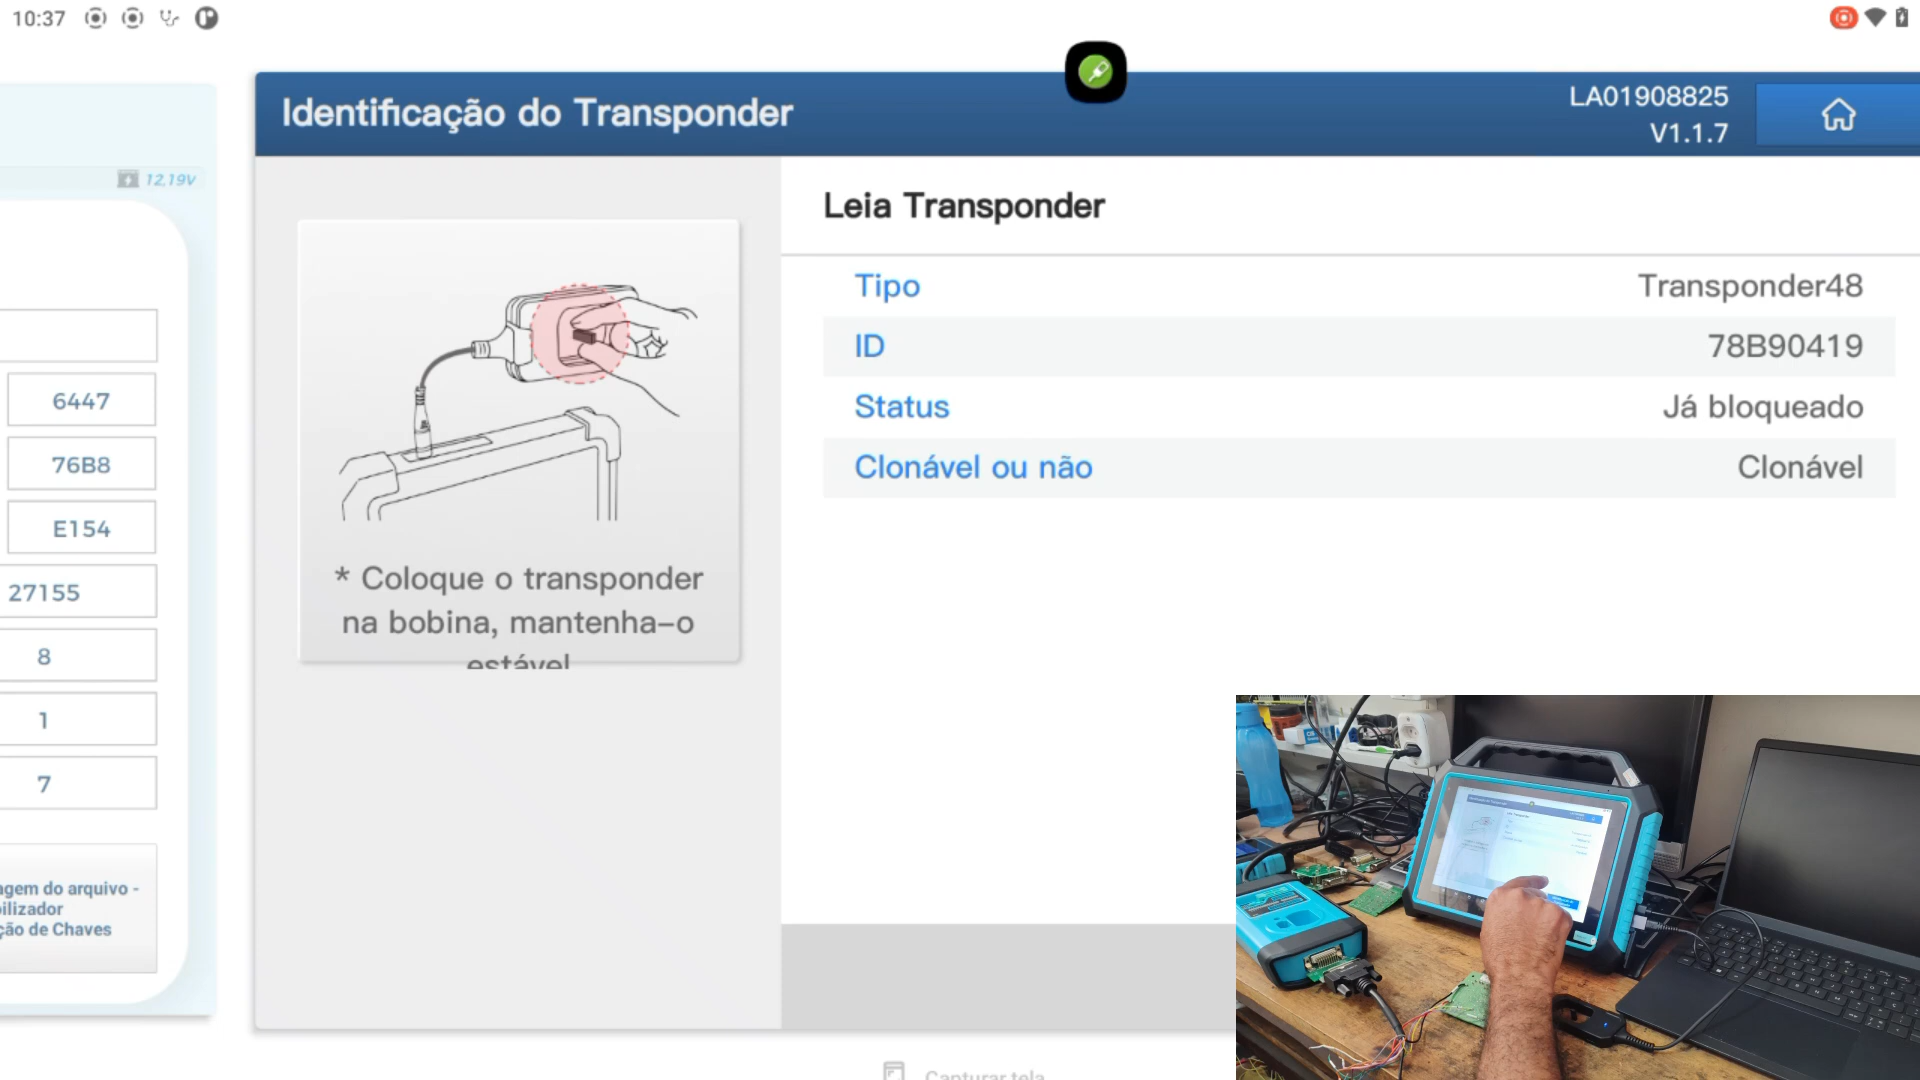 10:37
Identificação do Transponder
LA01908825
V1.1.7
12,19V
6447
76B8
E154
27155
8
1
7
agem do arquivo -
ilizador
ção de Chaves
* Coloque o transponder
na bobina, mantenha-o
estável
Leia Transponder
Tipo Transponder48
ID 78B90419
Status Já bloqueado
Clonável ou não Clonável
Capturar tela